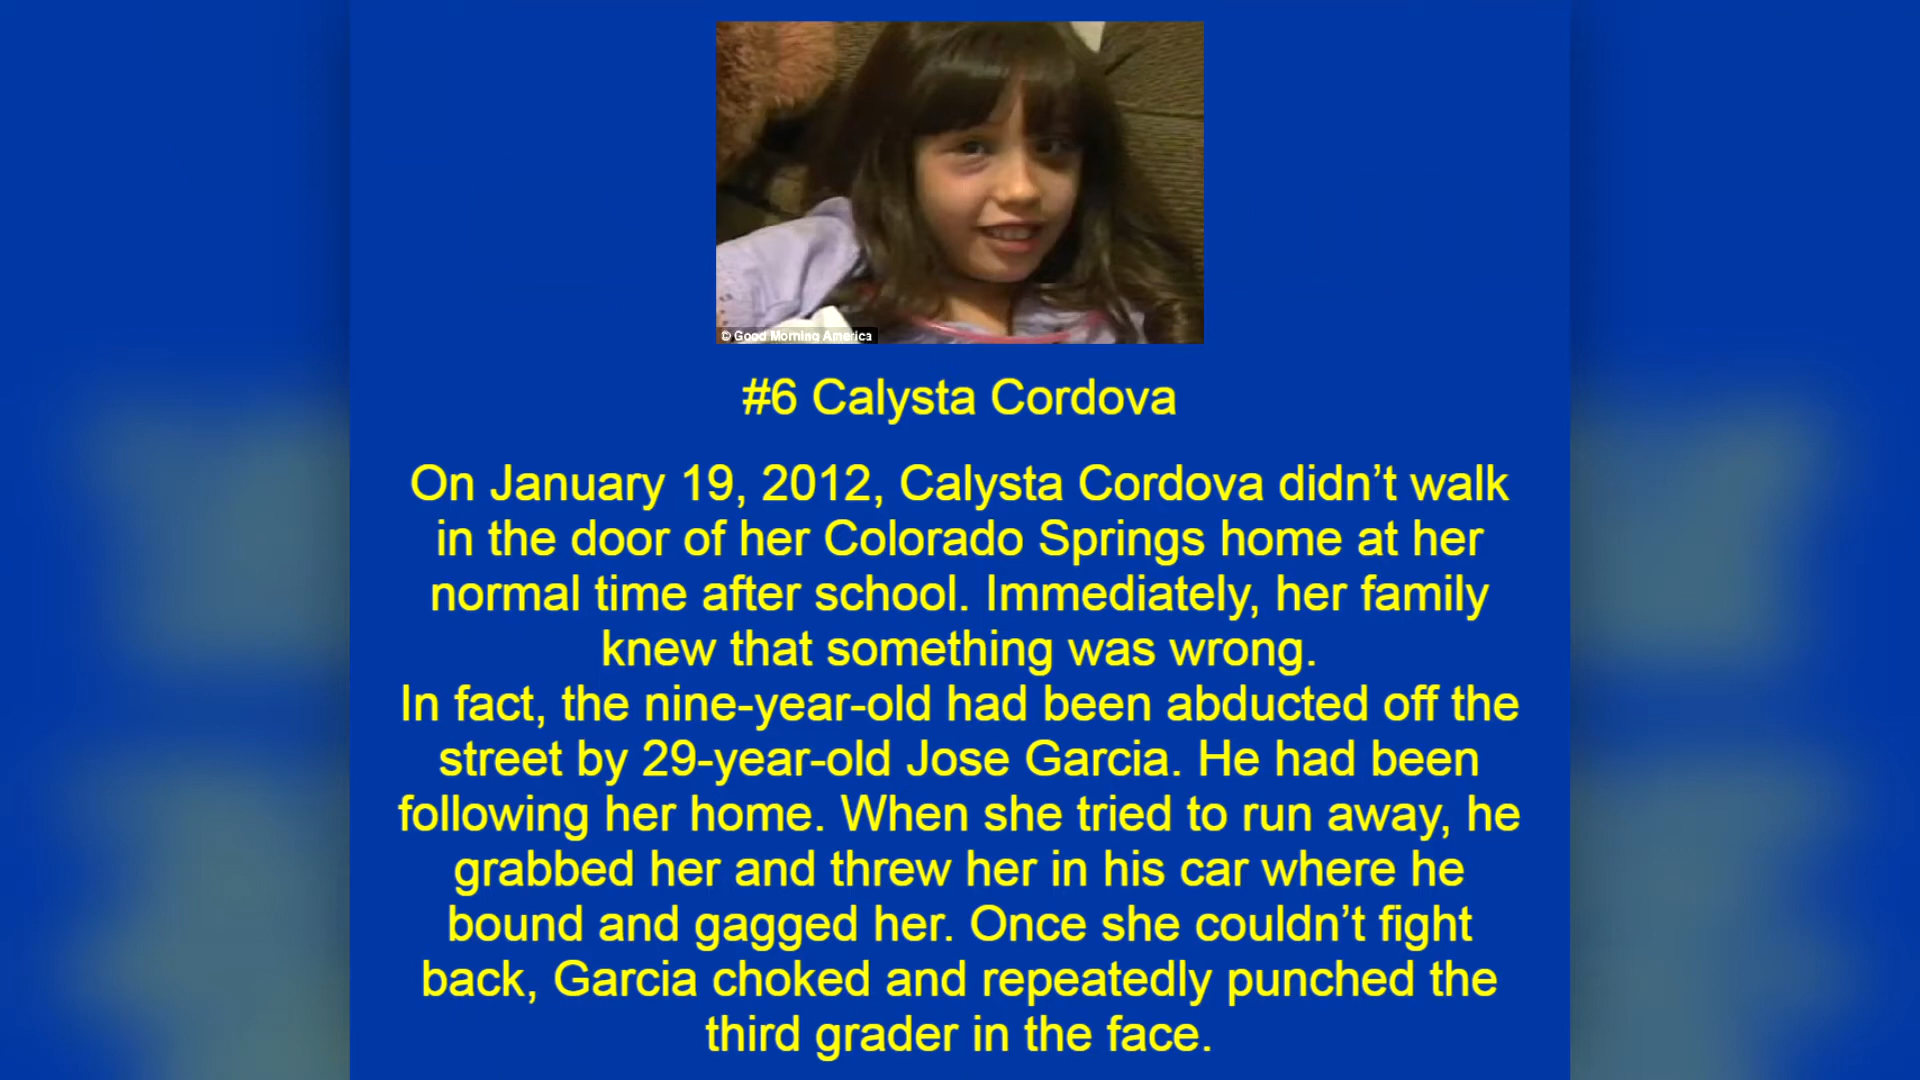 © Good Morning America
#6 Calysta Cordova
On January 19, 2012, Calysta Cordova didn’t walk
in the door of her Colorado Springs home at her
normal time after school. Immediately, her family
knew that something was wrong.
In fact, the nine-year-old had been abducted off the
street by 29-year-old Jose Garcia. He had been
following her home. When she tried to run away, he
grabbed her and threw her in his car where he
bound and gagged her. Once she couldn’t fight
back, Garcia choked and repeatedly punched the
third grader in the face.